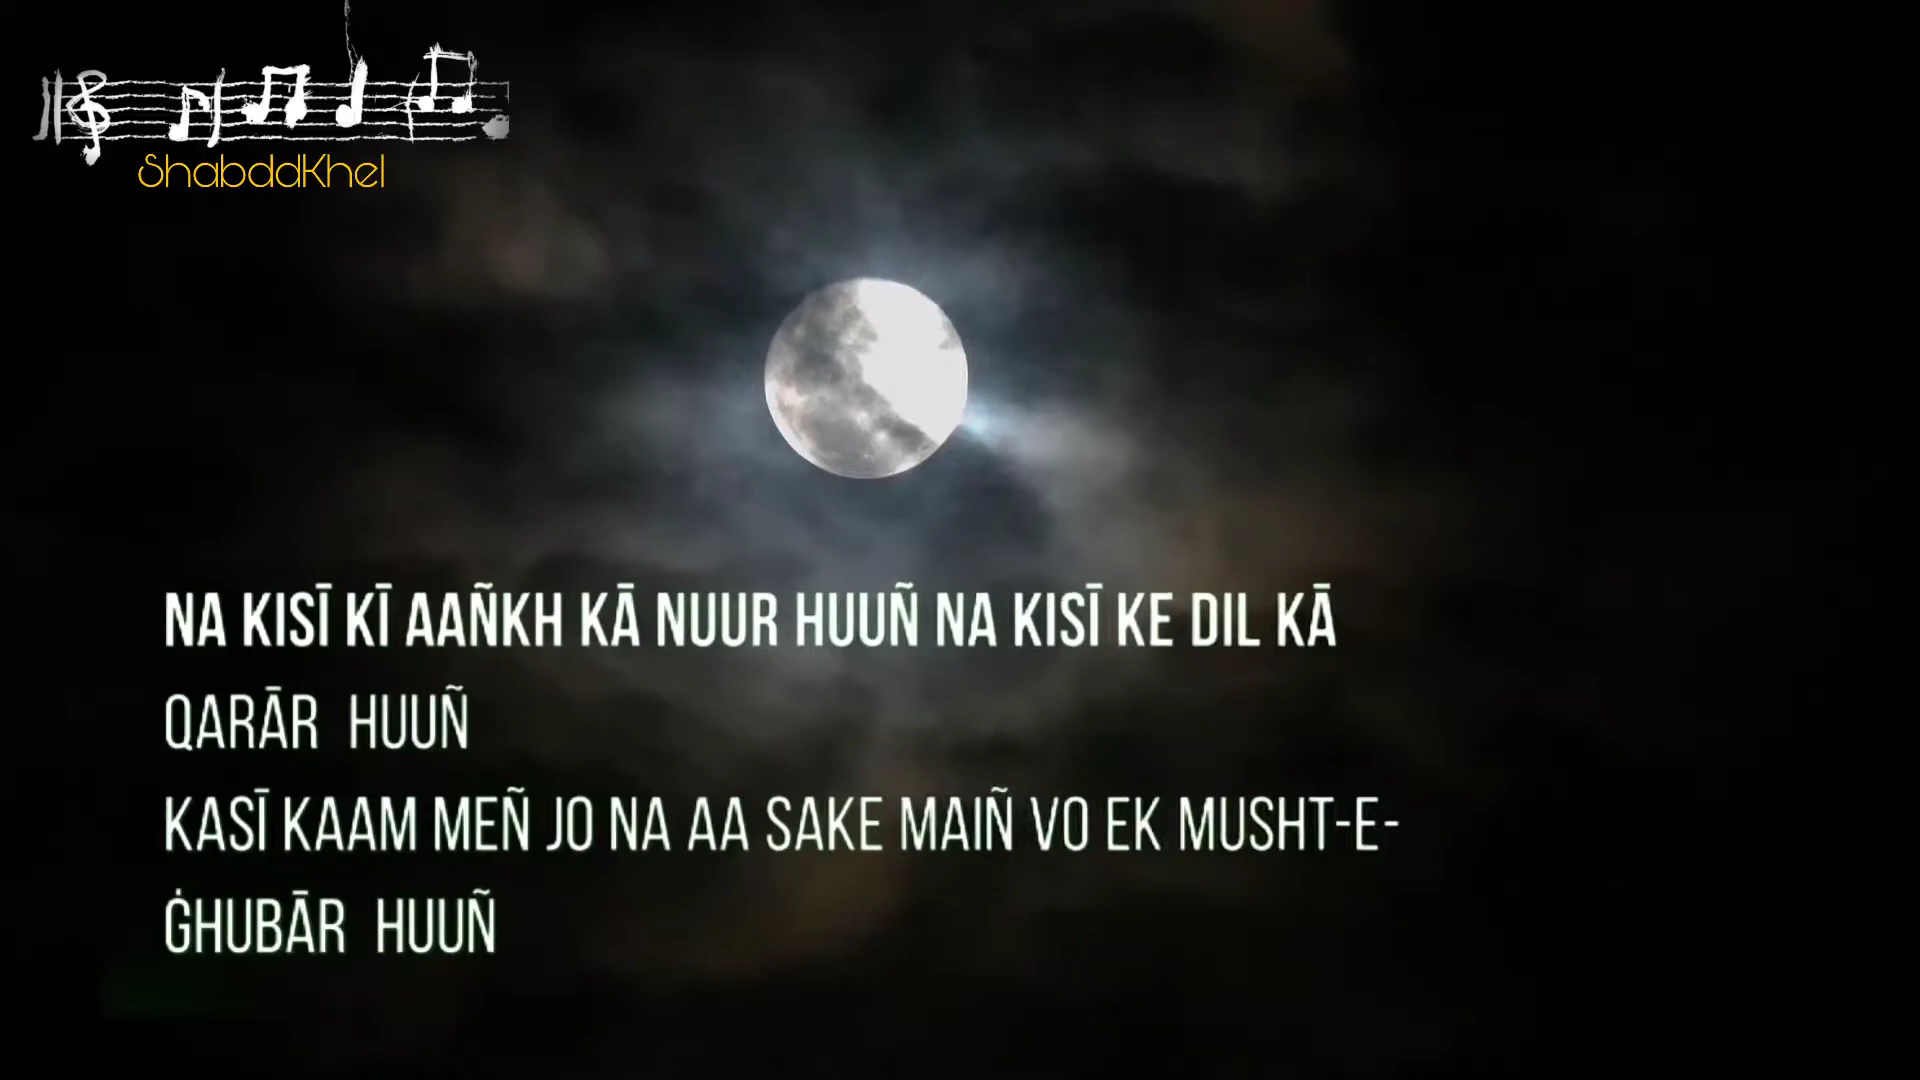 ShabddKhel
NA KISĪ KĪ AAÑKH KĀ NUUR HUUÑ NA KISĪ KE DIL KĀ
QARĀR HUUÑ
KASĪ KAAM MEÑ JO NA AA SAKE MAIÑ VO EK MUSHT-E-
ĠHUBĀR HUUÑ